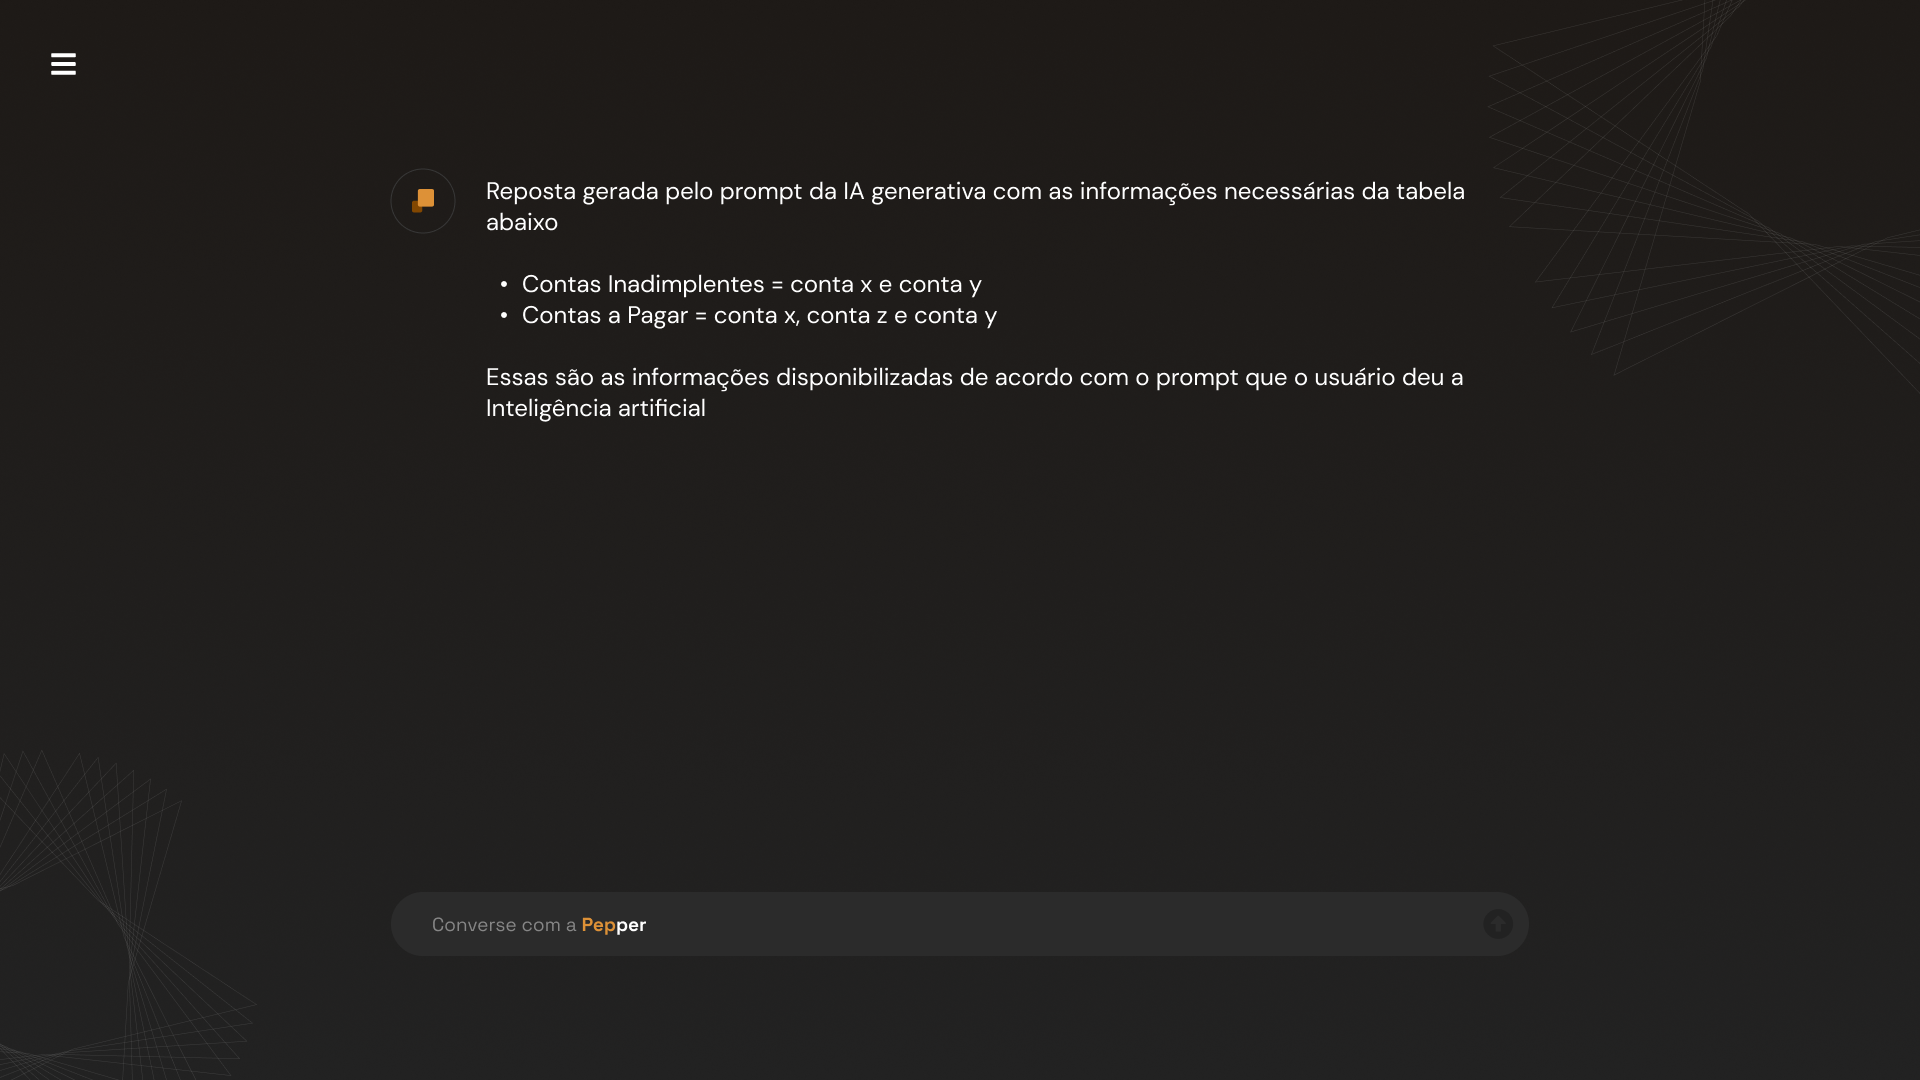 Reposta gerada pelo prompt da IA generativa com as informações necessárias da tabela
abaixo
• Contas Inadimplentes = conta x e conta y
• Contas a Pagar = conta x, conta z e conta y
Essas são as informações disponibilizadas de acordo com o prompt que o usuário deu a
Inteligência artificial
Converse com a Pepper